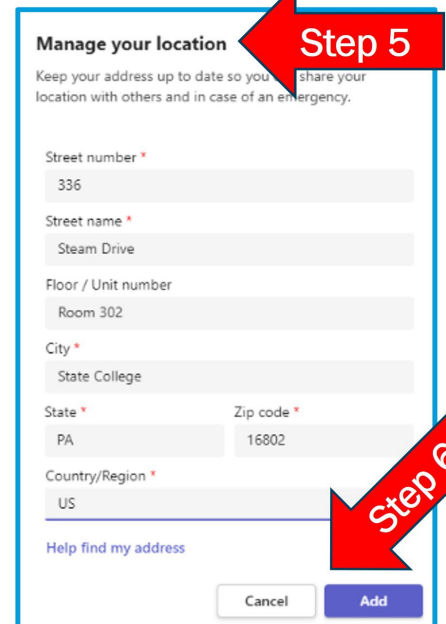 Manage your location
Step 5
Keep your address up to date so you share your
location with others and in case of an emergency.
Street number *
336
Street name *
Steam Drive
Floor / Unit number
Room 302
City *
State College
State * Zip code *
PA 16802
Country/Region *
US
Step 6
Help find my address
Cancel Add